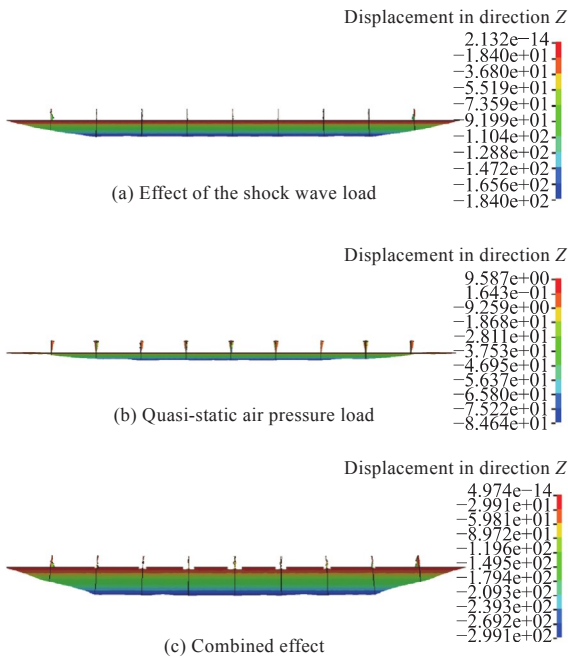 Displacement in direction Z
2.132e−14
−1.840e+01
−3.680e+01
−5.519e+01
−7.359e+01
−9.199e+01
−1.104e+02
−1.288e+02
−1.472e+02
−1.656e+02
−1.840e+02
(a) Effect of the shock wave load
Displacement in direction Z
9.587e+00
1.643e−01
−9.259e+00
−1.868e+01
−2.811e+01
−3.753e+01
−4.695e+01
−5.637e+01
−6.580e+01
−7.522e+01
−8.464e+01
(b) Quasi-static air pressure load
Displacement in direction Z
4.974e−14
−2.991e+01
−5.981e+01
−8.972e+01
−1.196e+02
−1.495e+02
−1.794e+02
−2.093e+02
−2.393e+02
−2.692e+02
−2.991e+02
(c) Combined effect